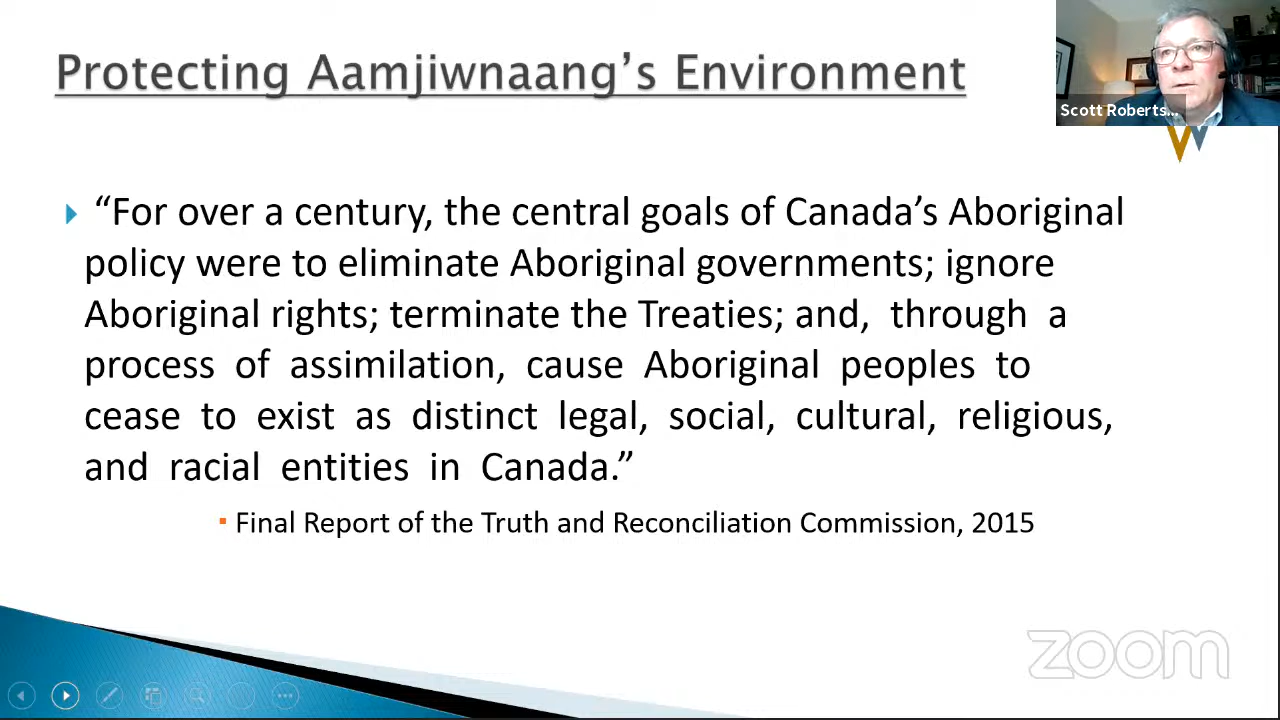 Protecting Aamjiwnaang’s Environment
Scott Roberts...
“For over a century, the central goals of Canada’s Aboriginal
policy were to eliminate Aboriginal governments; ignore
Aboriginal rights; terminate the Treaties; and, through a
process of assimilation, cause Aboriginal peoples to
cease to exist as distinct legal, social, cultural, religious,
and racial entities in Canada.”
Final Report of the Truth and Reconciliation Commission, 2015
zoom